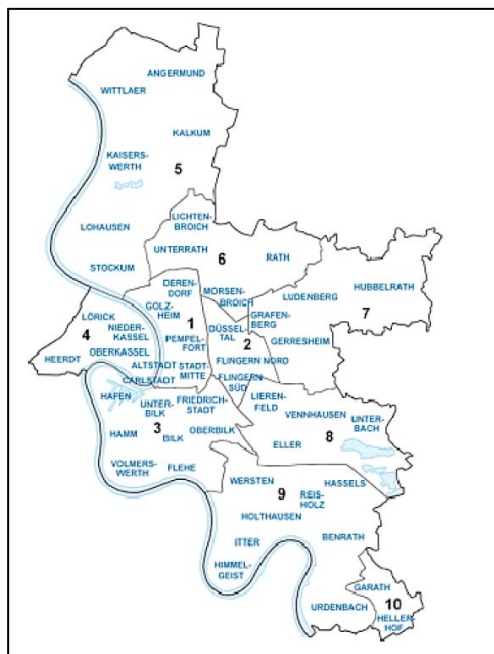 ANGERMUND
WITTLAER
KALKUM
KAISERS-
WERTH
5
LICHTEN-
BROICH
LOHAUSEN
UNTERRATH
6
RATH
STOCKUM
DEREN-
DORF
MÖRSEN-
BROICH
LUDENBERG
HUBBELRATH
7
GOLZ-
HEIM
1
GRAFEN-
BERG
LÖRICK
4
NIEDER-
KASSEL
PEMPEL-
FORT
DÜSSEL
TAL
2
GERRESHEIM
HEERDT
OBERKASSEL
ALTSTADT
STADT-
MITTE
FLINGERN NORD
CARLSTADT
FLINGERN
SÜD
HAFEN
UNTER-
BILK
FRIEDRICH-
STADT
LIEREN-
FELD
VENNHAUSEN
UNTER-
BACH
3
HAMM
BILK
OBERBILK
ELLER
8
VOLMERS-
WERTH
FLEHE
WERSTEN
9
HASSELS
REIS-
HOLZ
HOLTHAUSEN
BENRATH
ITTER
HIMMEL-
GEIST
GARATH
URDENBACH
10
HELLER-
HOF